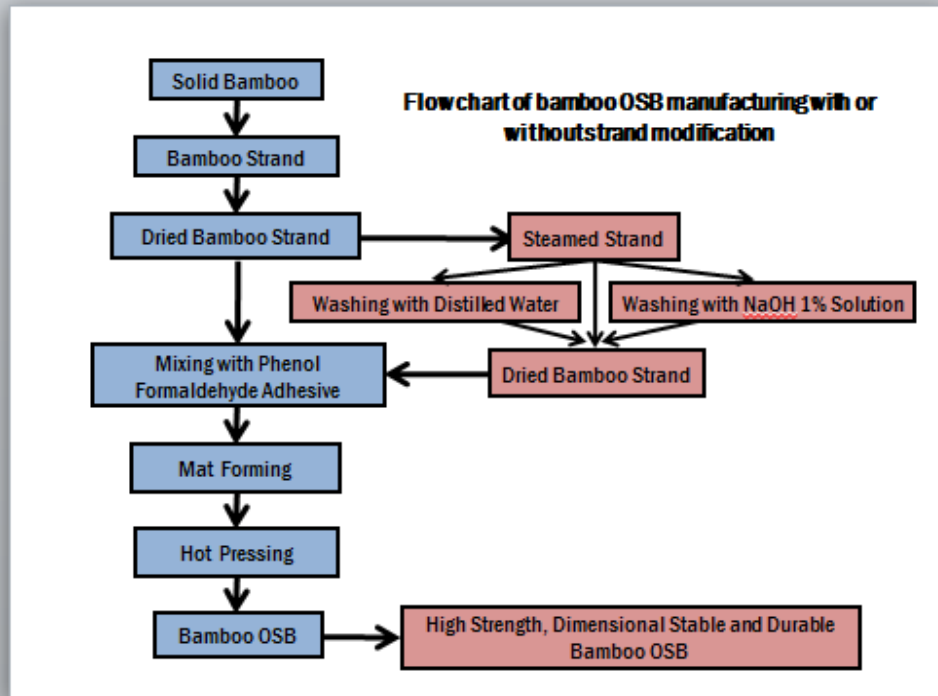 Solid Bamboo
Flow chart of bamboo OSB manufacturing with or
without strand modification
Bamboo Strand
Dried Bamboo Strand
Steamed Strand
Washing with Distilled Water
Washing with NaOH 1% Solution
Mixing with Phenol
Formaldehyde Adhesive
Dried Bamboo Strand
Mat Forming
Hot Pressing
Bamboo OSB
High Strength, Dimensional Stable and Durable
Bamboo OSB